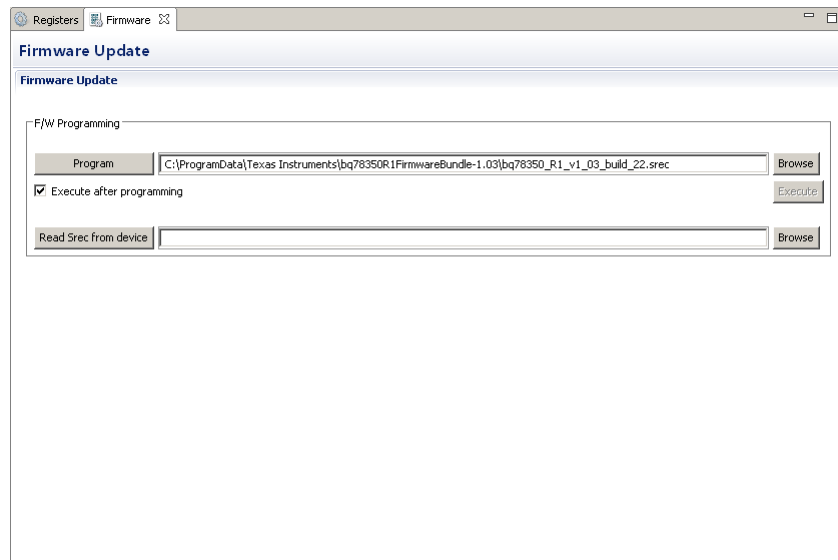 Registers Firmware
Firmware Update
Firmware Update
F/W Programming
Program C:\ProgramData\Texas Instruments\bq78350R1FirmwareBundle-1.03\bq78350_R1_v1_03_build_22.srec Browse
Execute after programming Execute
Read Srec from device Browse